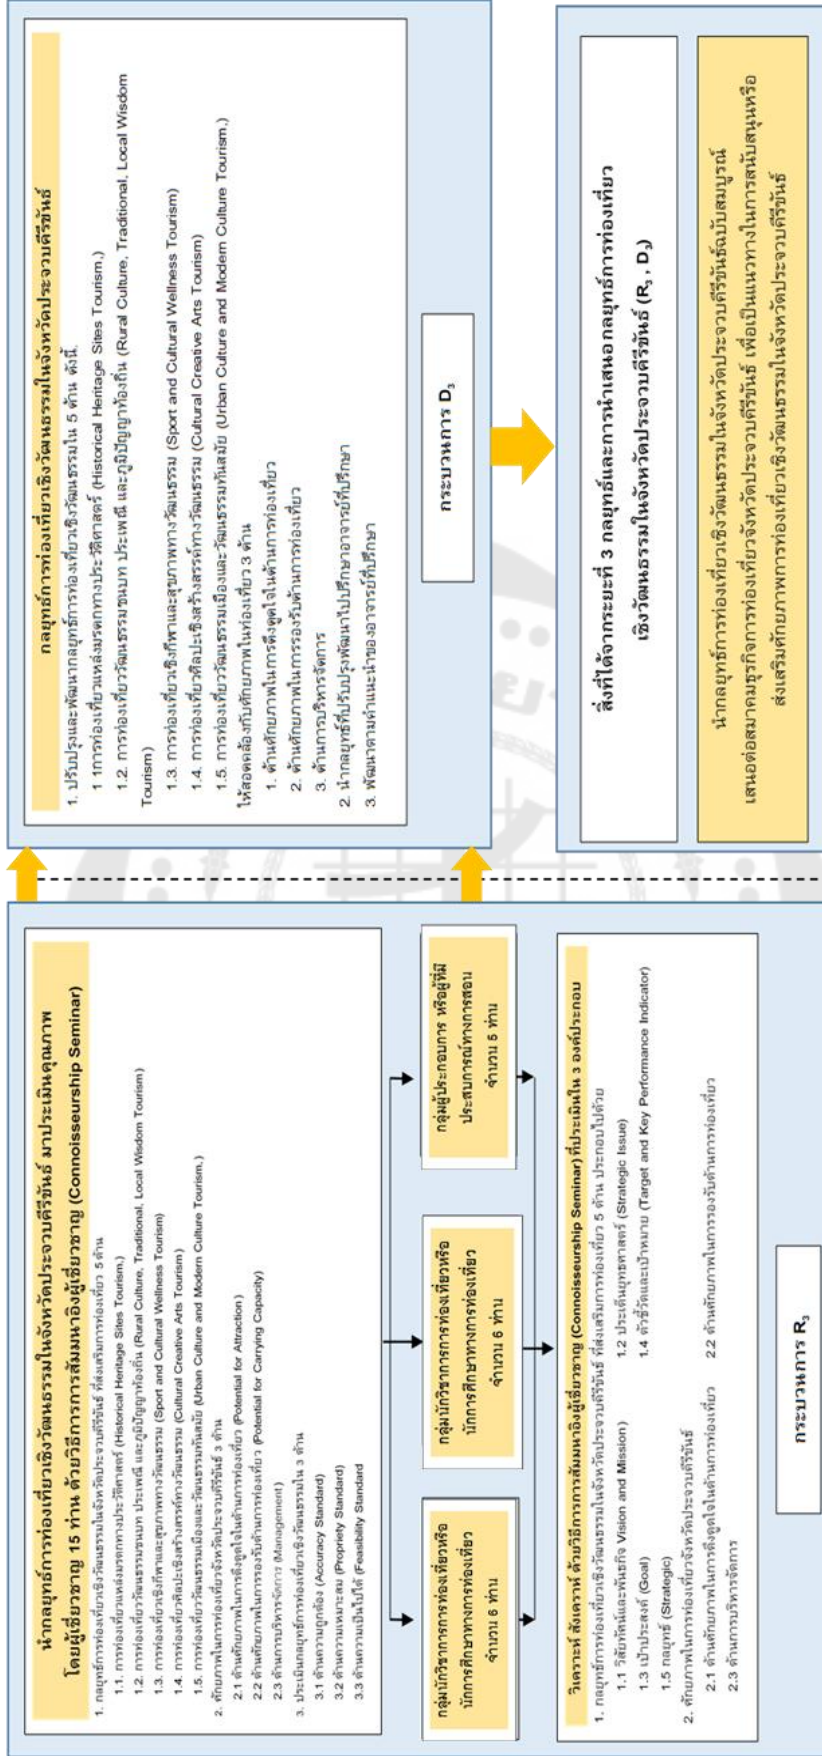 นำกลยุทธ์การท่องเที่ยวเชิงวัฒนธรรมในจังหวัดประจวบคีรีขันธ์ มาประเมินคุณภาพ
โดยผู้เชี่ยวชาญ 15 ท่าน ด้วยวิธีการการสัมมนาอิงผู้เชี่ยวชาญ (Connoisseurship Seminar)
1. กลยุทธ์การท่องเที่ยวเชิงวัฒนธรรมในจังหวัดประจวบคีรีขันธ์ ที่ส่งเสริมการท่องเที่ยว 5 ด้าน
1.1. การท่องเที่ยวแหล่งมรดกทางประวัติศาสตร์ (Historical Heritage Sites Tourism.)
1.2. การท่องเที่ยววัฒนธรรมชนบท ประเพณี และภูมิปัญญาท้องถิ่น (Rural Culture, Traditional, Local Wisdom Tourism)
1.3. การท่องเที่ยวเชิงกีฬาและสุขภาพทางวัฒนธรรม (Sport and Cultural Wellness Tourism)
1.4. การท่องเที่ยวศิลปะเชิงสร้างสรรค์ทางวัฒนธรรม (Cultural Creative Arts Tourism)
1.5. การท่องเที่ยววัฒนธรรมเมืองและวัฒนธรรมทันสมัย (Urban Culture and Modern Culture Tourism.)
2. ศักยภาพในการท่องเที่ยวจังหวัดประจวบคีรีขันธ์ 3 ด้าน
2.1 ด้านศักยภาพในการดึงดูดใจในด้านการท่องเที่ยว (Potential for Attraction)
2.2 ด้านศักยภาพในการรองรับด้านการท่องเที่ยว (Potential for Carrying Capacity)
2.3 ด้านการบริหารจัดการ (Management)
3. ประเมินกลยุทธ์การท่องเที่ยวเชิงวัฒนธรรมใน 3 ด้าน
3.1 ด้านความถูกต้อง (Accuracy Standard)
3.2 ด้านความเหมาะสม (Propriety Standard)
3.3 ด้านความเป็นไปได้ (Feasibility Standard
กลุ่มนักวิชาการการท่องเที่ยวหรือ
นักการศึกษาทางการท่องเที่ยว
จำนวน 6 ท่าน
กลุ่มนักวิชาการการท่องเที่ยวหรือ
นักการศึกษาทางการท่องเที่ยว
จำนวน 6 ท่าน
กลุ่มผู้ประกอบการ หรือผู้ที่มี
ประสบการณ์ทางการสอน
จำนวน 6 ท่าน
วิเคราะห์ สังเคราะห์ ด้วยวิธีการการสัมมนาอิงผู้เชี่ยวชาญ (Connoisseurship Seminar) ที่ประเมินใน 3 องค์ประกอบ
1. กลยุทธ์การท่องเที่ยวเชิงวัฒนธรรมในจังหวัดประจวบคีรีขันธ์ ที่ส่งเสริมการท่องเที่ยว 5 ด้าน ประกอบไปด้วย
1.1 วิสัยทัศน์และพันธกิจ Vision and Mission) 1.2 ประเด็นยุทธศาสตร์ (Strategic Issue)
1.3 เป้าประสงค์ (Goal) 1.4 ตัวชี้วัดและเป้าหมาย (Target and Key Performance Indicator)
1.5 กลยุทธ์ (Strategic)
2. ศักยภาพในการท่องเที่ยวจังหวัดประจวบคีรีขันธ์
2.1 ด้านศักยภาพในการดึงดูดใจในด้านการท่องเที่ยว 2.2 ด้านศักยภาพในการรองรับด้านการท่องเที่ยว
2.3 ด้านการบริหารจัดการ
กระบวนการ R₃
กลยุทธ์การท่องเที่ยวเชิงวัฒนธรรมในจังหวัดประจวบคีรีขันธ์
1. ปรับปรุงและพัฒนากลยุทธ์การท่องเที่ยวเชิงวัฒนธรรมใน 5 ด้าน ดังนี้.
1 1การท่องเที่ยวแหล่งมรดกทางประวัติศาสตร์ (Historical Heritage Sites Tourism.)
1.2. การท่องเที่ยววัฒนธรรมชนบท ประเพณี และภูมิปัญญาท้องถิ่น (Rural Culture, Traditional, Local Wisdom
Tourism)
1.3. การท่องเที่ยวเชิงกีฬาและสุขภาพทางวัฒนธรรม (Sport and Cultural Wellness Tourism)
1.4. การท่องเที่ยวศิลปะเชิงสร้างสรรค์ทางวัฒนธรรม (Cultural Creative Arts Tourism)
1.5. การท่องเที่ยววัฒนธรรมเมืองและวัฒนธรรมทันสมัย (Urban Culture and Modern Culture Tourism.)
ให้สอดคล้องกับศักยภาพในท่องเที่ยว 3 ด้าน
1. ด้านศักยภาพในการดึงดูดใจในด้านการท่องเที่ยว
2. ด้านศักยภาพในการรองรับด้านการท่องเที่ยว
3. ด้านการบริหารจัดการ
2. นำกลยุทธ์ที่ปรับปรุงพัฒนาไปปรึกษาอาจารย์ที่ปรึกษา
3. พัฒนาตามคำแนะนำของอาจารย์ที่ปรึกษา
กระบวนการ D₃
สิ่งที่ได้จากระยะที่ 3 กลยุทธ์และการนำเสนอกลยุทธ์การท่องเที่ยว
เชิงวัฒนธรรมในจังหวัดประจวบคีรีขันธ์ (R₃ , D₃)
นำกลยุทธ์การท่องเที่ยวเชิงวัฒนธรรมในจังหวัดประจวบคีรีขันธ์ฉบับสมบูรณ์
เสนอต่อสมาคมธุรกิจการท่องเที่ยวจังหวัดประจวบคีรีขันธ์ เพื่อเป็นแนวทางในการสนับสนุนหรือ
ส่งเสริมศักยภาพการท่องเที่ยวเชิงวัฒนธรรมในจังหวัดประจวบคีรีขันธ์